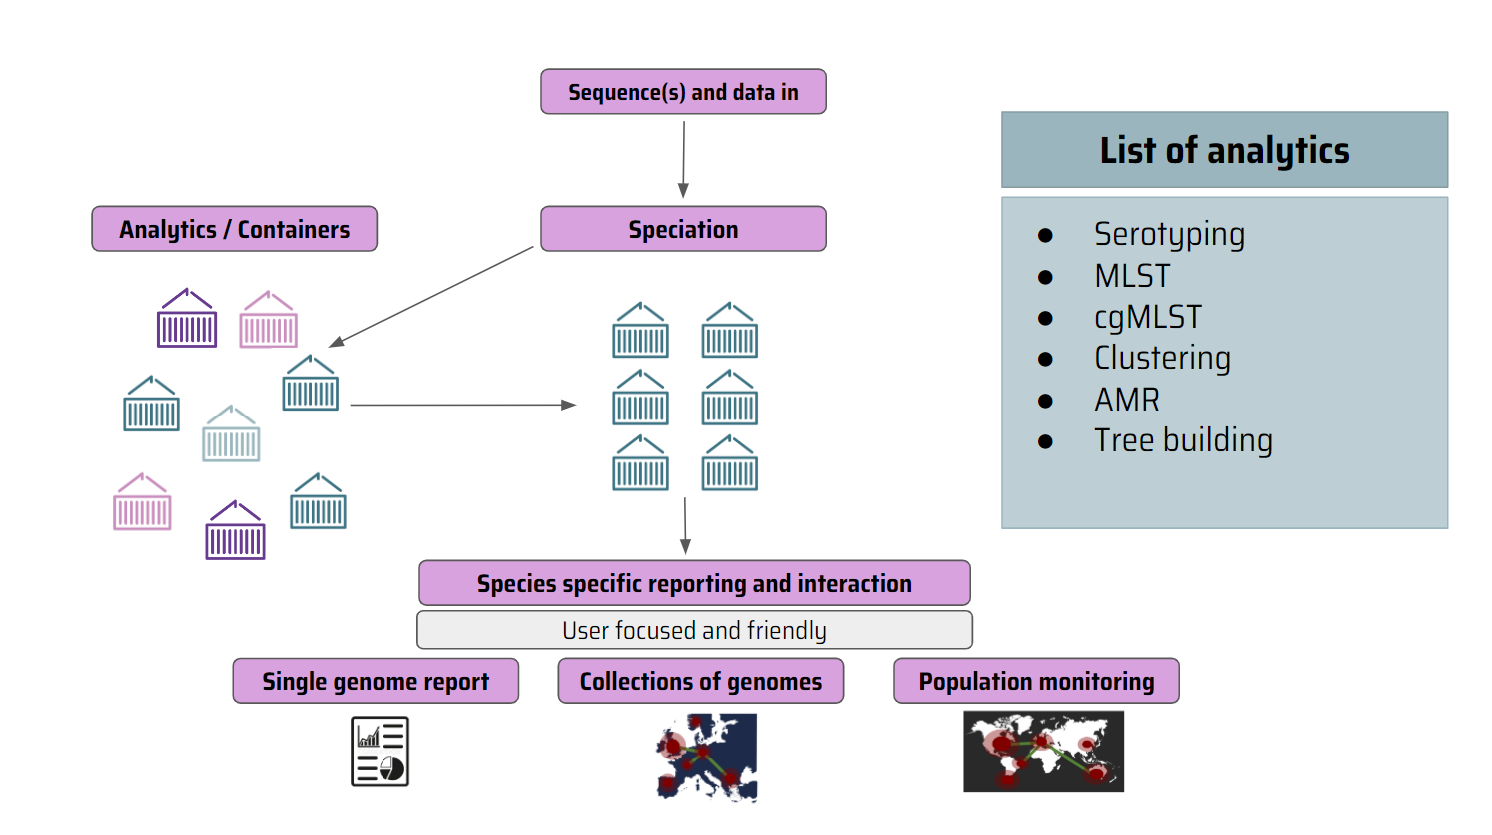 Sequence(s) and data in
Analytics / Containers
Speciation
List of analytics
● Serotyping
● MLST
● cgMLST
● Clustering
● AMR
● Tree building
Species specific reporting and interaction
User focused and friendly
Single genome report
Collections of genomes
Population monitoring